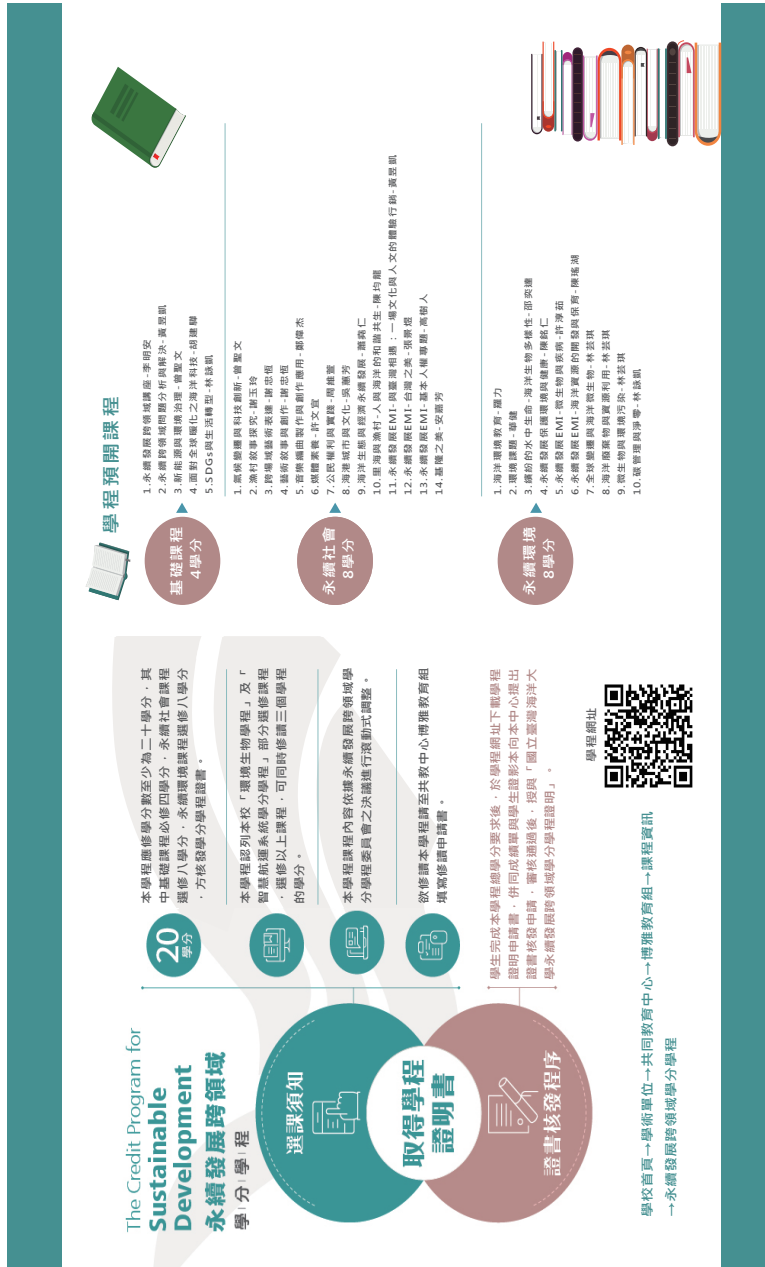 The Credit Program for
Sustainable
Development
永續發展跨領域
學分學程
選課須知
取得學程
證明書
證書核發程序
20
學分
本學程應修學分數至少為二十學分，其
中基礎課程必修四學分，永續社會課程
選修八學分，永續環境課程選修八學分
，方核發學分學程證書。
本學程認列本校「環境生物學程」及「
智慧航運系統學分學程」部分選修課程
，選修以上課程，可同時修讀三個學程
的學分。
本學程課程內容依據永續發展跨領域學
分學程委員會之決議進行滾動式調整。
欲修讀本學程請至共教中心博雅教育組
填寫修讀申請書。
學生完成本學程總學分要求後，於學程網址下載學程
證明申請書，併同成績單與學生證影本向本中心提出
證書核發申請，審核通過後，授與「國立臺灣海洋大
學永續發展跨領域學分學程證明」。
學程網址
學校首頁→學術單位→共同教育中心→博雅教育組→課程資訊
→永續發展跨領域學分學程
學程預開課程
基礎課程
4學分
1.永續發展跨領域講座-李明安
2.永續跨領域問題分析與解決-黃昱凱
3.新能源與環境治理-曾聖文
4.面對全球暖化之海洋科技-胡建驊
5.SDGs與生活轉型-林詠凱
永續社會
8學分
1.氣候變遷與科技創新-曾聖文
2.漁村敘事探究-謝玉玲
3.跨場域藝術表達-謝忠恆
4.藝術敘事與創作-謝忠恆
5.音樂編曲製作與創作應用-鄭偉杰
6.媒體素養-許文宜
7.公民權利與實踐-周維萱
8.海港城市與文化-吳蕙芳
9.海洋生態與經濟永續發展-蕭堯仁
10.里海與漁村-人與海洋的和諧共生-陳均龍
11.永續發展EMI-與臺灣相遇：一場文化與人文的體驗行銷-黃昱凱
12.永續發展EMI-台灣之美-張景煜
13.永續發展EMI-基本人權專題-高樹人
14.基隆之美-安嘉芳
永續環境
8學分
1.海洋環境教育-羅力
2.環境課題-華健
3.繽紛的水中生命-海洋生物多樣性-邵奕達
4.永續發展保護環境與健康-陳銘仁
5.永續發展EMI-微生物與疾病-許淳茹
6.永續發展EMI-海洋資源的開發與保育-陳瑤湖
7.全球變遷與海洋微生物-林芸琪
8.海洋廢棄物與資源利用-林芸琪
9.微生物與環境污染-林芸琪
10.碳管理與淨零-林詠凱